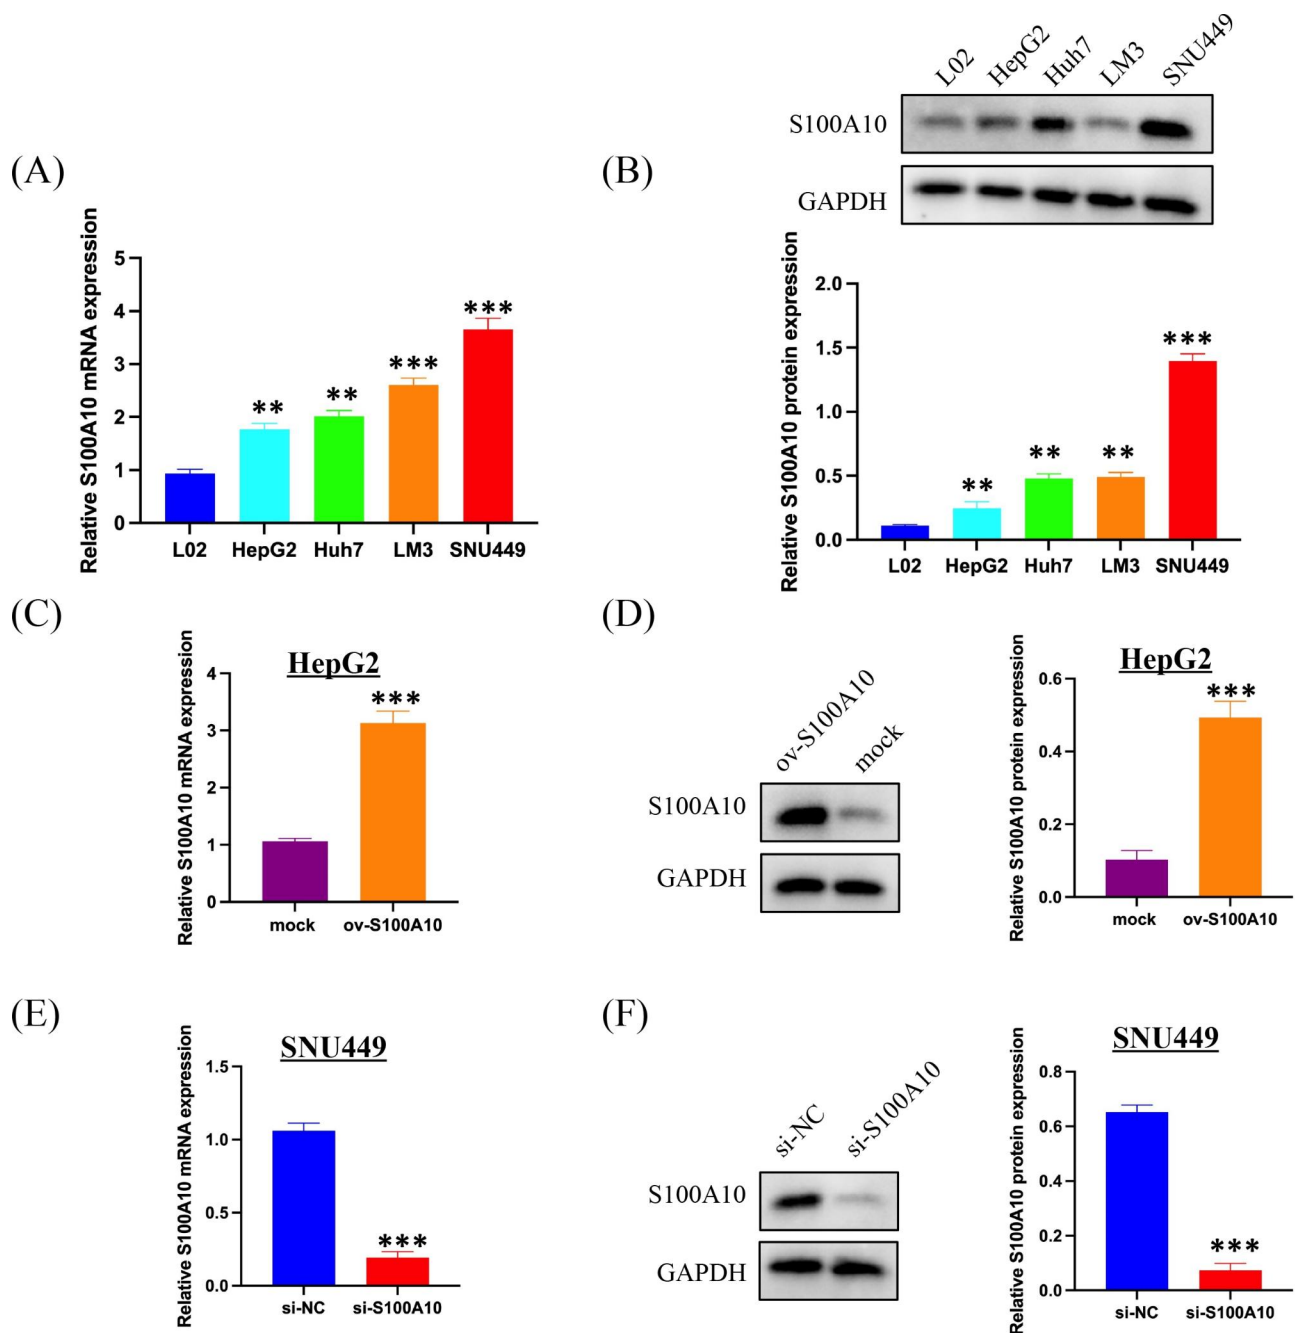 (A)
Relative S100A10 mRNA expression
5
4
3
2
1
0
**
**
***
***
L02 HepG2 Huh7 LM3 SNU449
(B)
L02 HepG2 Huh7 LM3 SNU449
S100A10
GAPDH
Relative S100A10 protein expression
2.0
1.5
1.0
0.5
0.0
**
**
**
***
L02 HepG2 Huh7 LM3 SNU449
(C)
HepG2
Relative S100A10 mRNA expression
4
3
2
1
0
***
mock ov-S100A10
(D)
ov-S100A10 mock
S100A10
GAPDH
HepG2
Relative S100A10 protein expression
0.6
0.4
0.2
0.0
***
mock ov-S100A10
(E)
SNU449
Relative S100A10 mRNA expression
1.5
1.0
0.5
0.0
***
si-NC si-S100A10
(F)
si-NC si-S100A10
S100A10
GAPDH
SNU449
Relative S100A10 protein expression
0.8
0.6
0.4
0.2
0.0
***
si-NC si-S100A10